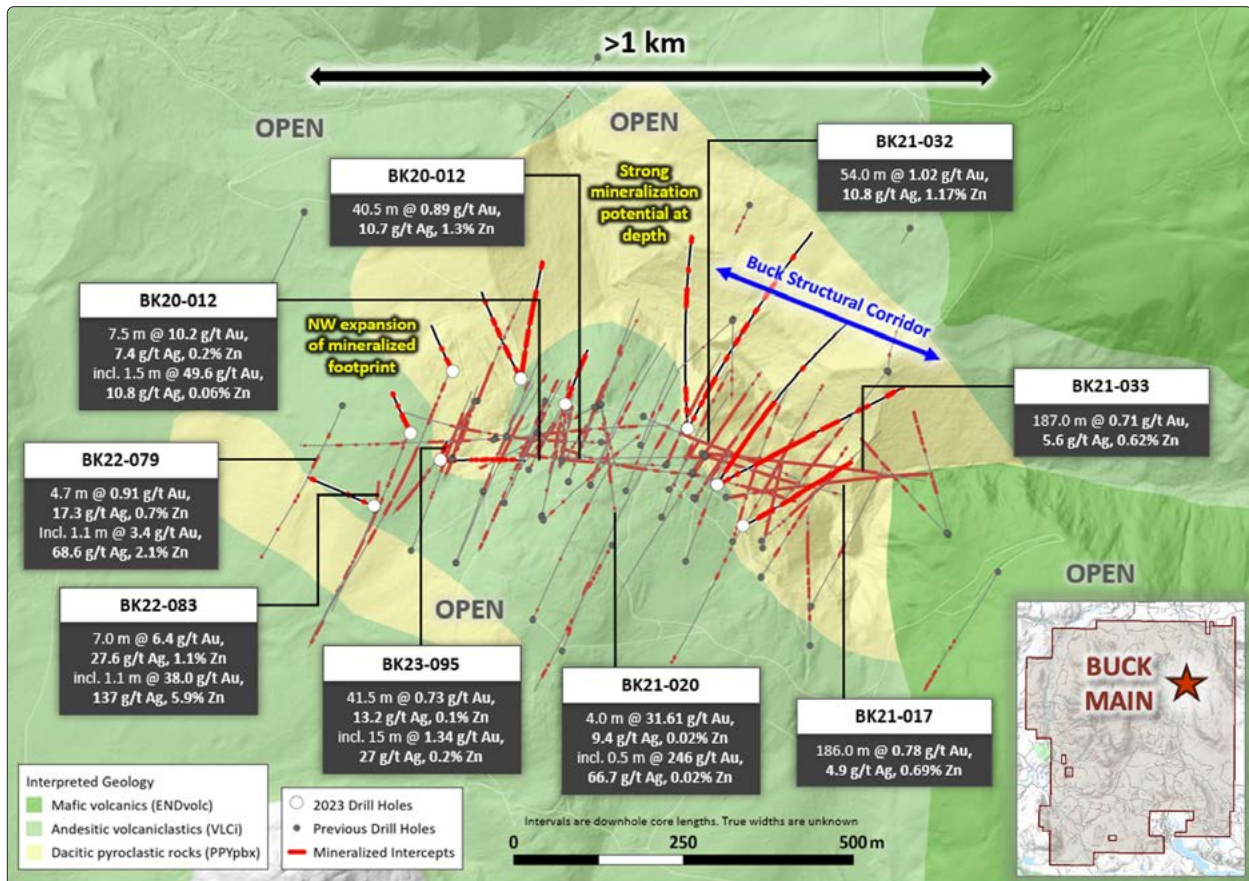 >1 km
OPEN
OPEN
BK21-032
54.0 m @ 1.02 g/t Au,
10.8 g/t Ag, 1.17% Zn
BK20-012
40.5 m @ 0.89 g/t Au,
10.7 g/t Ag, 1.3% Zn
Strong
mineralization
potential at
depth
Buck Structural Corridor
BK20-012
7.5 m @ 10.2 g/t Au,
7.4 g/t Ag, 0.2% Zn
incl. 1.5 m @ 49.6 g/t Au,
10.8 g/t Ag, 0.06% Zn
NW expansion
of mineralized
footprint
BK21-033
187.0 m @ 0.71 g/t Au,
5.6 g/t Ag, 0.62% Zn
BK22-079
4.7 m @ 0.91 g/t Au,
17.3 g/t Ag, 0.7% Zn
Incl. 1.1 m @ 3.4 g/t Au,
68.6 g/t Ag, 2.1% Zn
BK22-083
7.0 m @ 6.4 g/t Au,
27.6 g/t Ag, 1.1% Zn
incl. 1.1 m @ 38.0 g/t Au,
137 g/t Ag, 5.9% Zn
OPEN
OPEN
BK23-095
41.5 m @ 0.73 g/t Au,
13.2 g/t Ag, 0.1% Zn
incl. 15 m @ 1.34 g/t Au,
27 g/t Ag, 0.2% Zn
BK21-020
4.0 m @ 31.61 g/t Au,
9.4 g/t Ag, 0.02% Zn
incl. 0.5 m @ 246 g/t Au,
66.7 g/t Ag, 0.02% Zn
BK21-017
186.0 m @ 0.78 g/t Au,
4.9 g/t Ag, 0.69% Zn
BUCK
MAIN
Interpreted Geology
Mafic volcanics (ENDvolc)
Andesitic volcaniclastics (VLCi)
Dacitic pyroclastic rocks (PPYpbx)
2023 Drill Holes
Previous Drill Holes
Mineralized Intercepts
Intervals are downhole core lengths. True widths are unknown
0 250 500 m